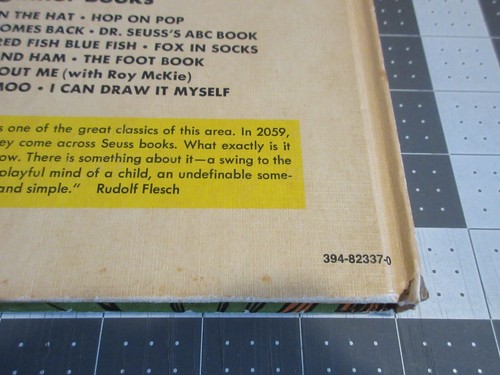 Books
N THE HAT • HOP ON POP
OMES BACK • DR. SEUSS'S ABC BOOK
RED FISH BLUE FISH • FOX IN SOCKS
ND HAM • THE FOOT BOOK
OUT ME (with Roy McKie)
MOO • I CAN DRAW IT MYSELF
s one of the great classics of this area. In 2059,
ey come across Seuss books. What exactly is it
ow. There is something about it—a swing to the
playful mind of a child, an undefinable some-
and simple." Rudolf Flesch
394-82337-0